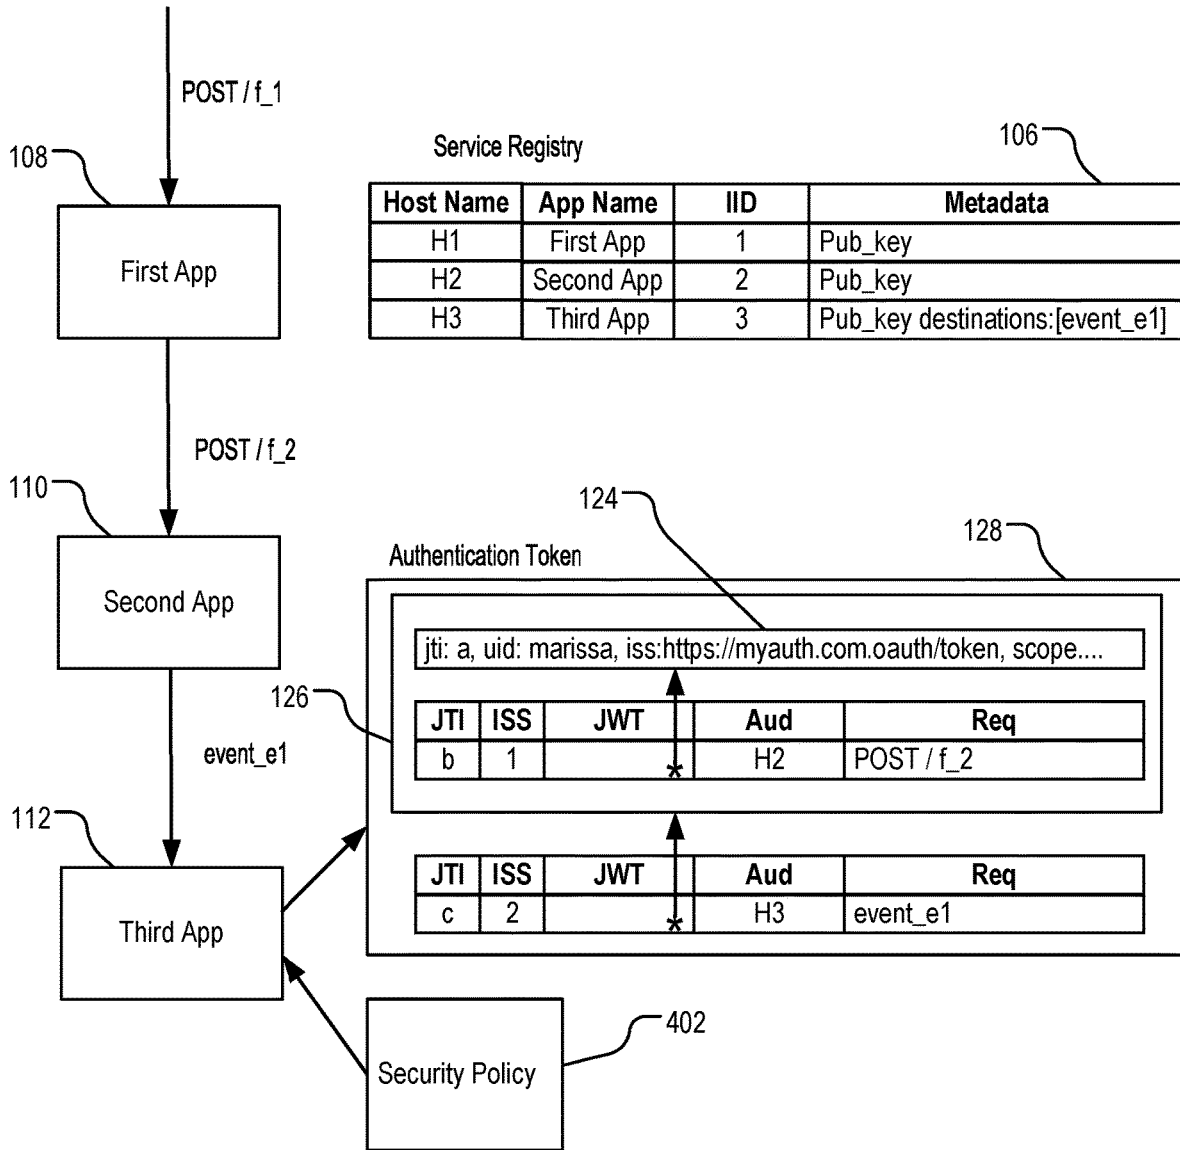 POST / f_1
108
106
Service Registry
Host Name App Name IID Metadata
H1 First App 1 Pub_key
H2 Second App 2 Pub_key
H3 Third App 3 Pub_key destinations:[event_e1]
First App
POST / f_2
110
124
128
Authentication Token
Second App
jti: a, uid: marissa, iss:https://myauth.com.oauth/token, scope....
126
JTI ISS JWT Aud Req
b 1 * H2 POST / f_2
event_e1
112
JTI ISS JWT Aud Req
c 2 * H3 event_e1
Third App
402
Security Policy